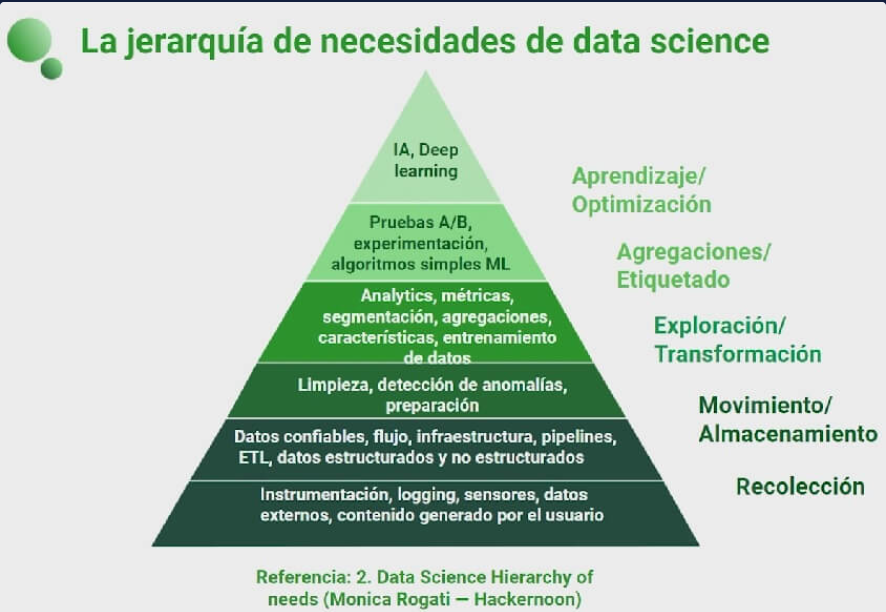 La jerarquía de necesidades de data science
IA, Deep
learning
Aprendizaje/
Optimización
Pruebas A/B,
experimentación,
algoritmos simples ML
Agregaciones/
Etiquetado
Analytics, métricas,
segmentación, agregaciones,
características, entrenamiento
de datos
Exploración/
Transformación
Limpieza, detección de anomalías,
preparación
Movimiento/
Almacenamiento
Datos confiables, flujo, infraestructura, pipelines,
ETL, datos estructurados y no estructurados
Recolección
Instrumentación, logging, sensores, datos
externos, contenido generado por el usuario
Referencia: 2. Data Science Hierarchy of
needs (Monica Rogati — Hackernoon)